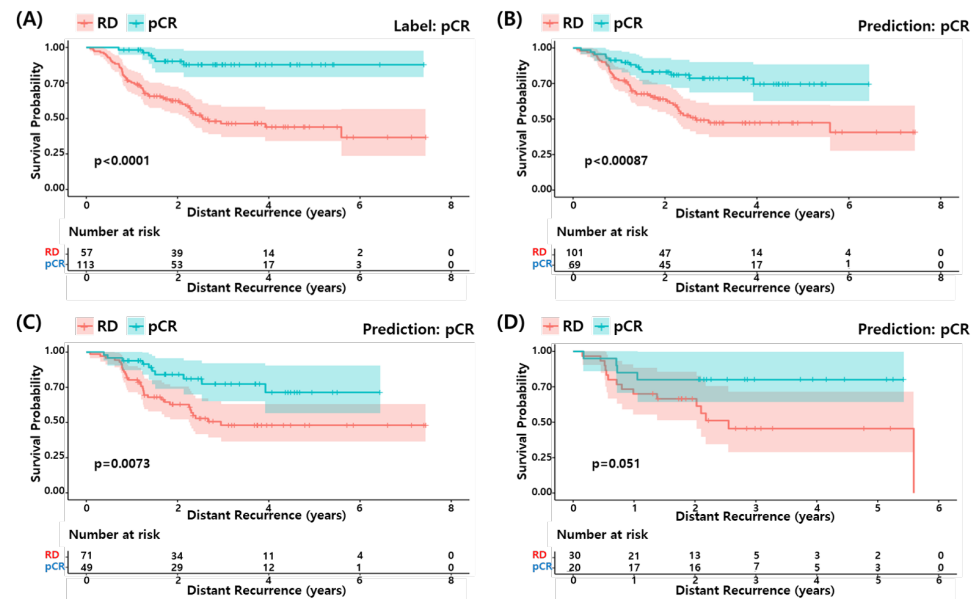 (A) RD pCR Label: pCR
Survival Probability
1.00
0.70
0.50
0.25
0.00
p<0.0001
0 2 4 6 8
Distant Recurrence (years)
Number at risk
RD 57 39 14 2 0
pCR 113 53 17 3 0
0 2 4 6 8
Distant Recurrence (years)
(B) RD pCR Prediction: pCR
Survival Probability
1.00
0.70
0.50
0.25
0.00
p<0.00087
0 2 4 6 8
Distant Recurrence (years)
Number at risk
RD 101 47 14 4 0
pCR 69 45 17 1 0
0 2 4 6 8
Distant Recurrence (years)
(C) RD pCR Prediction: pCR
Survival Probability
1.00
0.70
0.50
0.25
0.00
p=0.0073
0 2 4 6 8
Distant Recurrence (years)
Number at risk
RD 71 34 11 4 0
pCR 49 29 12 1 0
0 2 4 6 8
Distant Recurrence (years)
(D) RD pCR Prediction: pCR
Survival Probability
1.00
0.70
0.50
0.25
0.00
p=0.051
0 1 2 3 4 5 6
Distant Recurrence (years)
Number at risk
RD 30 21 13 5 3 2 0
pCR 20 17 16 7 5 3 0
0 1 2 3 4 5 6
Distant Recurrence (years)